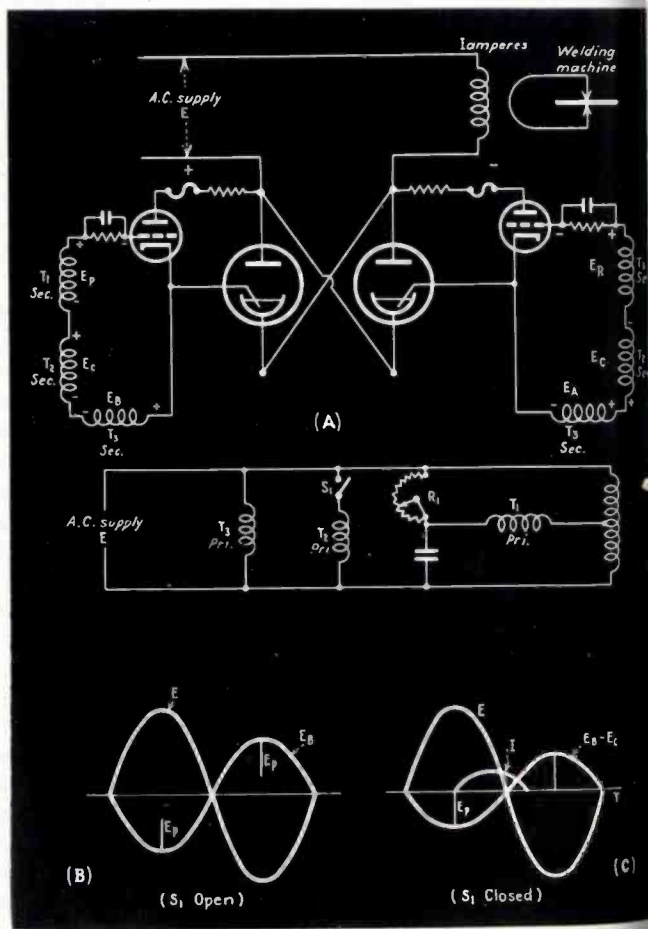 I amperes
Welding
machine
A.C. supply
E
+
-
+
-
T1
Sec.
EP
-
+
T2
Sec.
EC
-
-
EB
+
T3
Sec.
(A)
-
+
ER
T1
-
EC
T2
+
-
EA
+
T3
Sec.
A.C. supply
E
T3
Pri.
S1
T2
Pri.
R1
T1
Pri.
E
EB
EP
EP
(B)
(S1 Open)
E
I
EB-EC
EP
T
(C)
(S1 Closed)